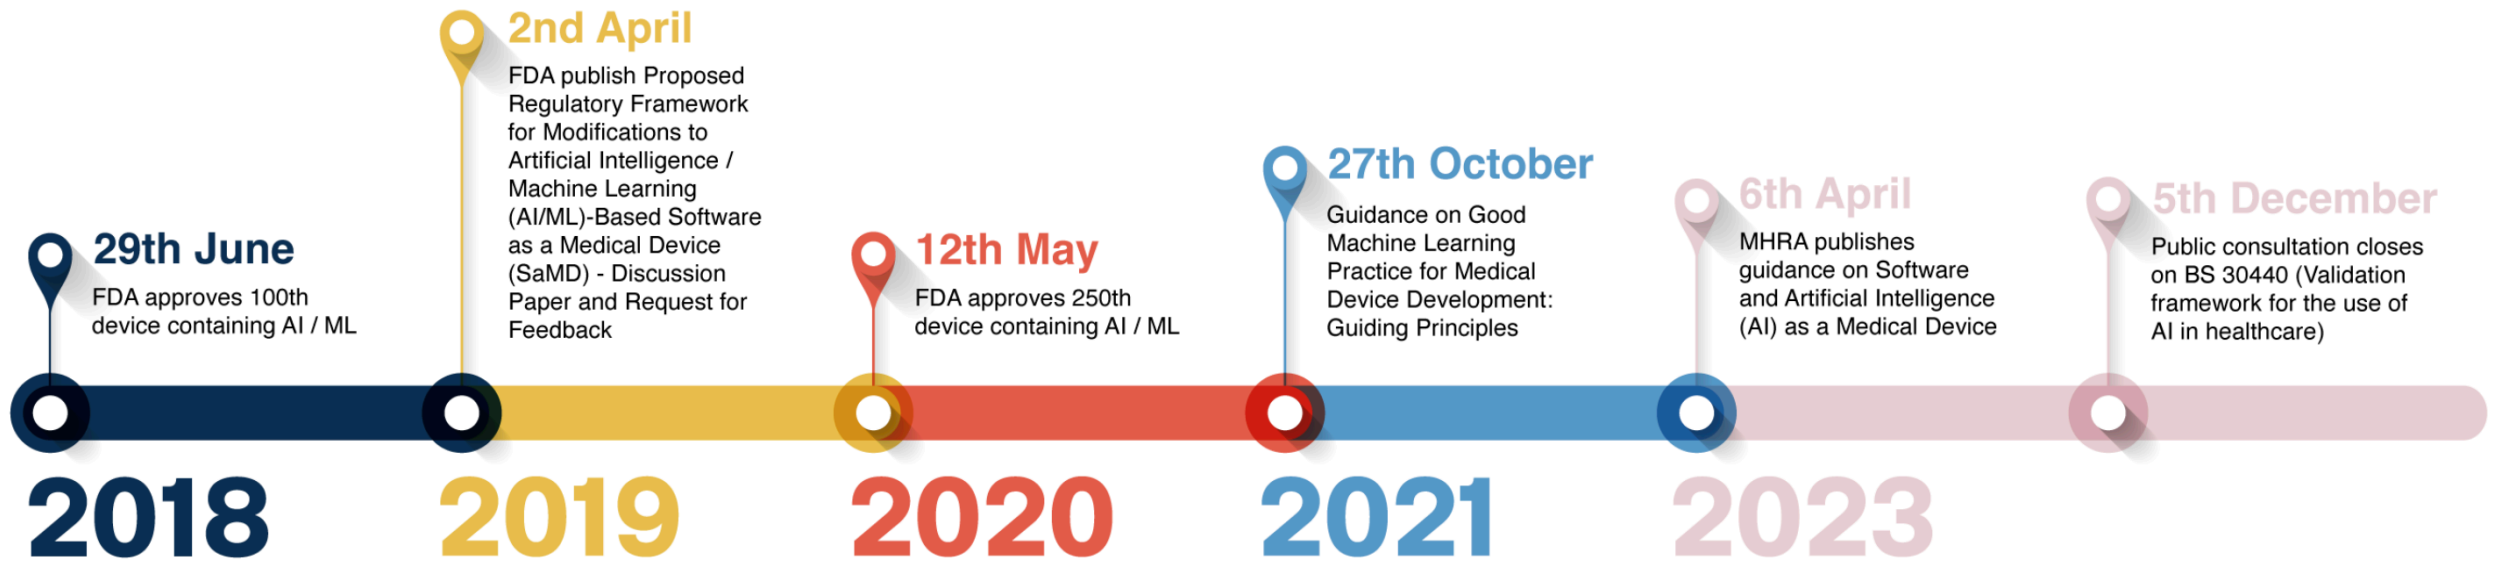 29th June
FDA approves 100th
device containing AI / ML
2018
2nd April
FDA publish Proposed
Regulatory Framework
for Modifications to
Artificial Intelligence /
Machine Learning
(AI/ML)-Based Software
as a Medical Device
(SaMD) - Discussion
Paper and Request for
Feedback
2019
12th May
FDA approves 250th
device containing AI / ML
2020
27th October
Guidance on Good
Machine Learning
Practice for Medical
Device Development:
Guiding Principles
2021
6th April
MHRA publishes
guidance on Software
and Artificial Intelligence
(AI) as a Medical Device
2023
5th December
Public consultation closes
on BS 30440 (Validation
framework for the use of
AI in healthcare)